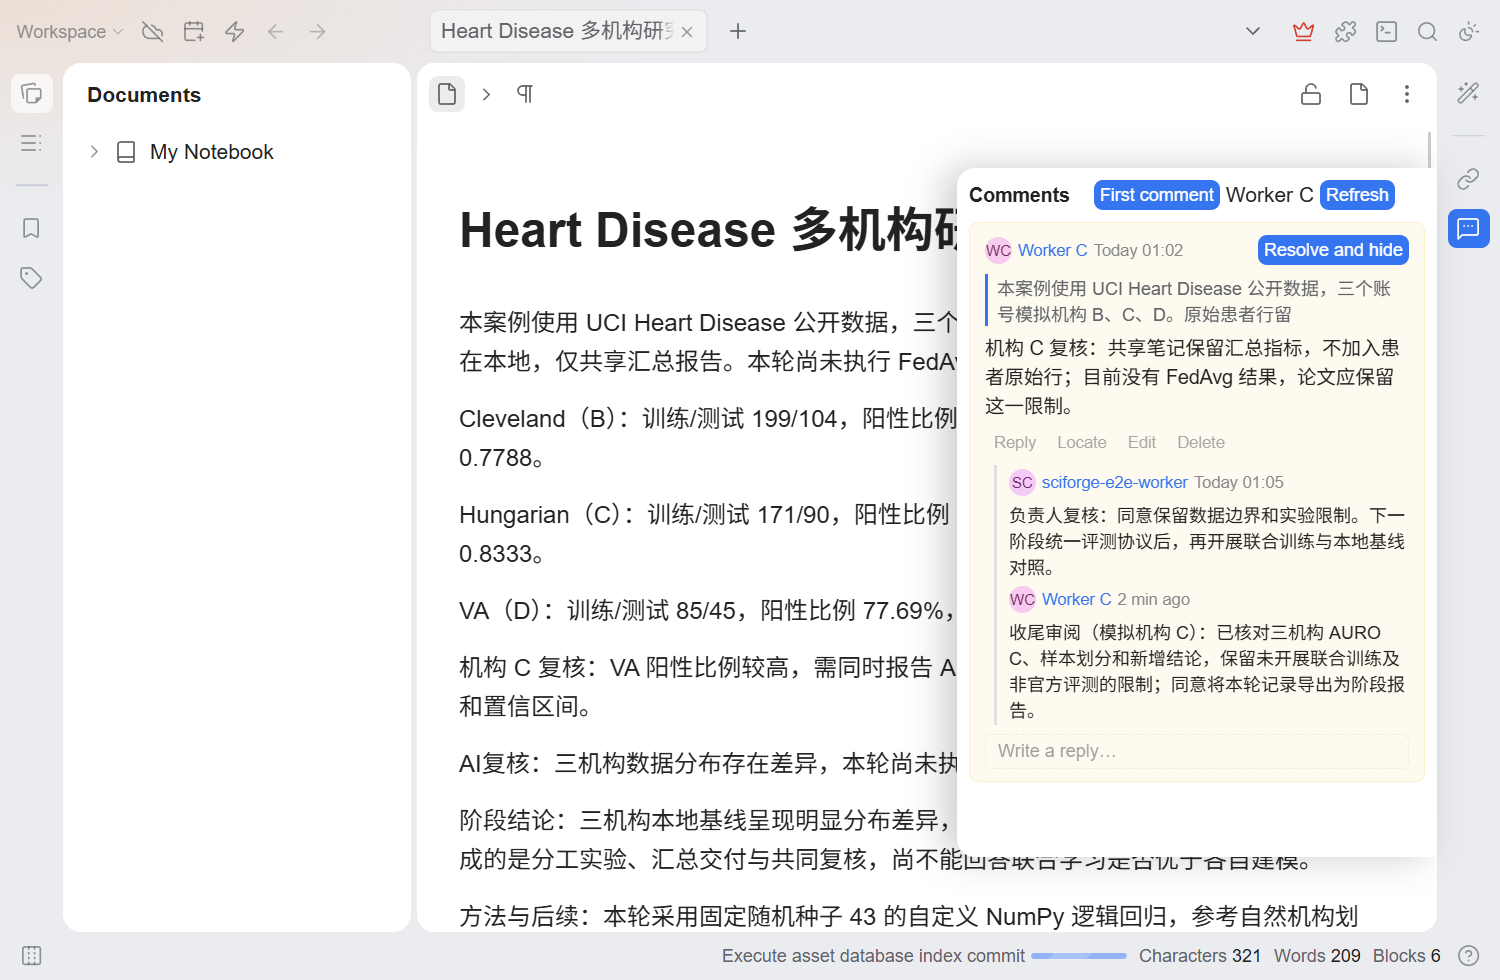 Workspace
Heart Disease 多机构研
Documents
My Notebook
Heart Disease 多机构研
本案例使用 UCI Heart Disease 公开数据，三个
在本地，仅共享汇总报告。本轮尚未执行 FedAv
Cleveland（B）：训练/测试 199/104，阳性比例
0.7788。
Hungarian（C）：训练/测试 171/90，阳性比例
0.8333。
VA（D）：训练/测试 85/45，阳性比例 77.69%，
机构 C 复核：VA 阳性比例较高，需同时报告 A
和置信区间。
AI复核：三机构数据分布存在差异，本轮尚未执
阶段结论：三机构本地基线呈现明显分布差异，
成的是分工实验、汇总交付与共同复核，尚不能回答联合学习是否优于各自建模。
方法与后续：本轮采用固定随机种子 43 的自定义 NumPy 逻辑回归，参考自然机构划
Comments First comment Worker C Refresh
WC Worker C Today 01:02 Resolve and hide
本案例使用 UCI Heart Disease 公开数据，三个账
号模拟机构 B、C、D。原始患者行留
机构 C 复核：共享笔记保留汇总指标，不加入患
者原始行；目前没有 FedAvg 结果，论文应保留
这一限制。
Reply Locate Edit Delete
SC sciforge-e2e-worker Today 01:05
负责人复核：同意保留数据边界和实验限制。下一
阶段统一评测协议后，再开展联合训练与本地基线
对照。
WC Worker C 2 min ago
收尾审阅（模拟机构 C）：已核对三机构 AURO
C、样本划分和新增结论，保留未开展联合训练及
非官方评测的限制；同意将本轮记录导出为阶段报
告。
Write a reply…
Execute asset database index commit Characters 321 Words 209 Blocks 6